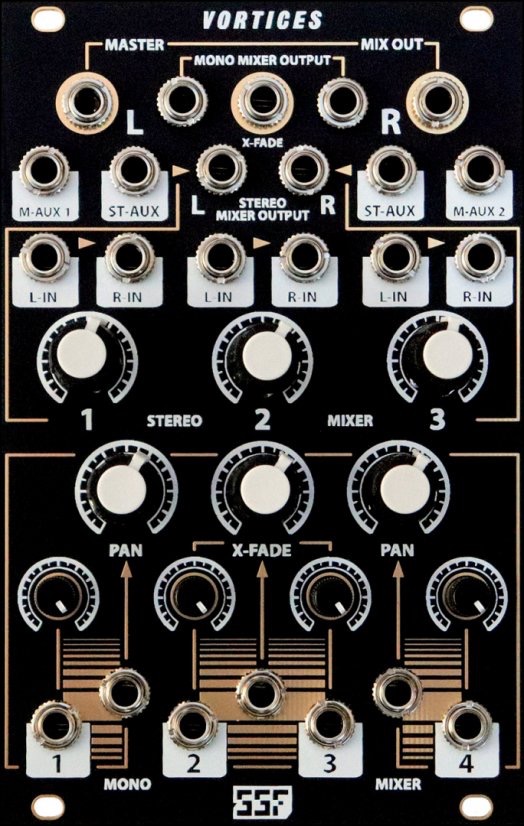 VORTICES
MASTER MIX OUT
MONO MIXER OUTPUT
L R
X-FADE
M-AUX 1 ST-AUX L STEREO R ST-AUX M-AUX 2
MIXER OUTPUT
L-IN R-IN L-IN R-IN L-IN R-IN
1 STEREO 2 MIXER 3
PAN X-FADE PAN
1 2 3 4
MONO MIXER
SSF